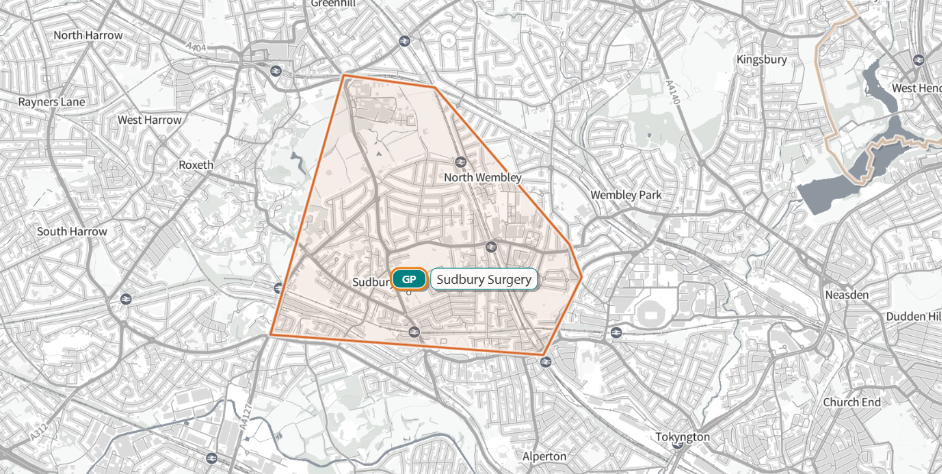 Greenhill
North Harrow
A404
Kingsbury
Rayners Lane
A4140
West Hend
West Harrow
Roxeth
North Wembley
Wembley Park
South Harrow
GP
Sudbury Surgery
Sudbur
Neasden
Dudden Hil
A4127
Church End
A312
Tokyngton
Alperton